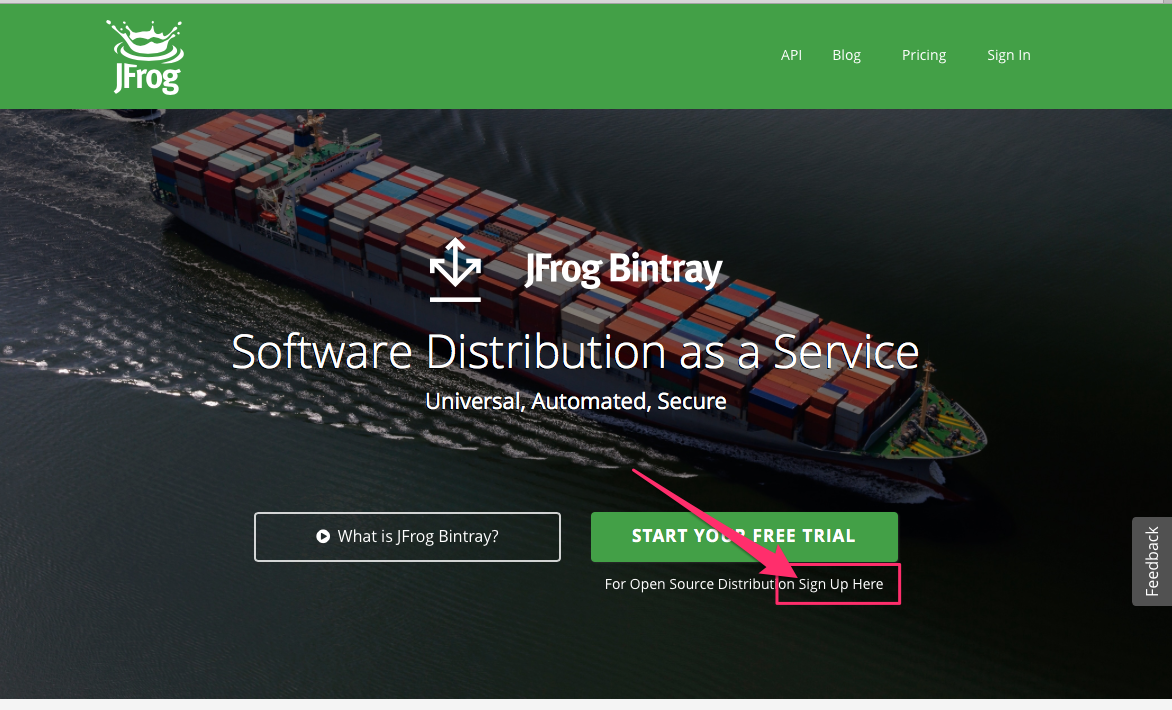 JFrog
API Blog Pricing Sign In
JFrog Bintray
Software Distribution as a Service
Universal, Automated, Secure
What is JFrog Bintray?
START YOUR FREE TRIAL
For Open Source Distribution Sign Up Here
Feedback